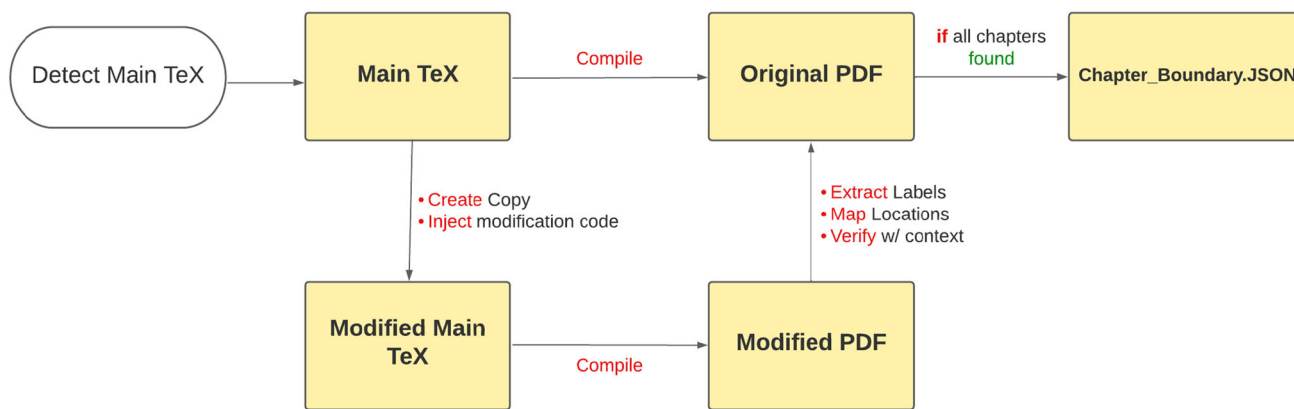 Detect Main TeX
Main TeX
Compile
Original PDF
if all chapters
found
Chapter_Boundary.JSON
• Create Copy
• Inject modification code
• Extract Labels
• Map Locations
• Verify w/ context
Modified Main
TeX
Compile
Modified PDF